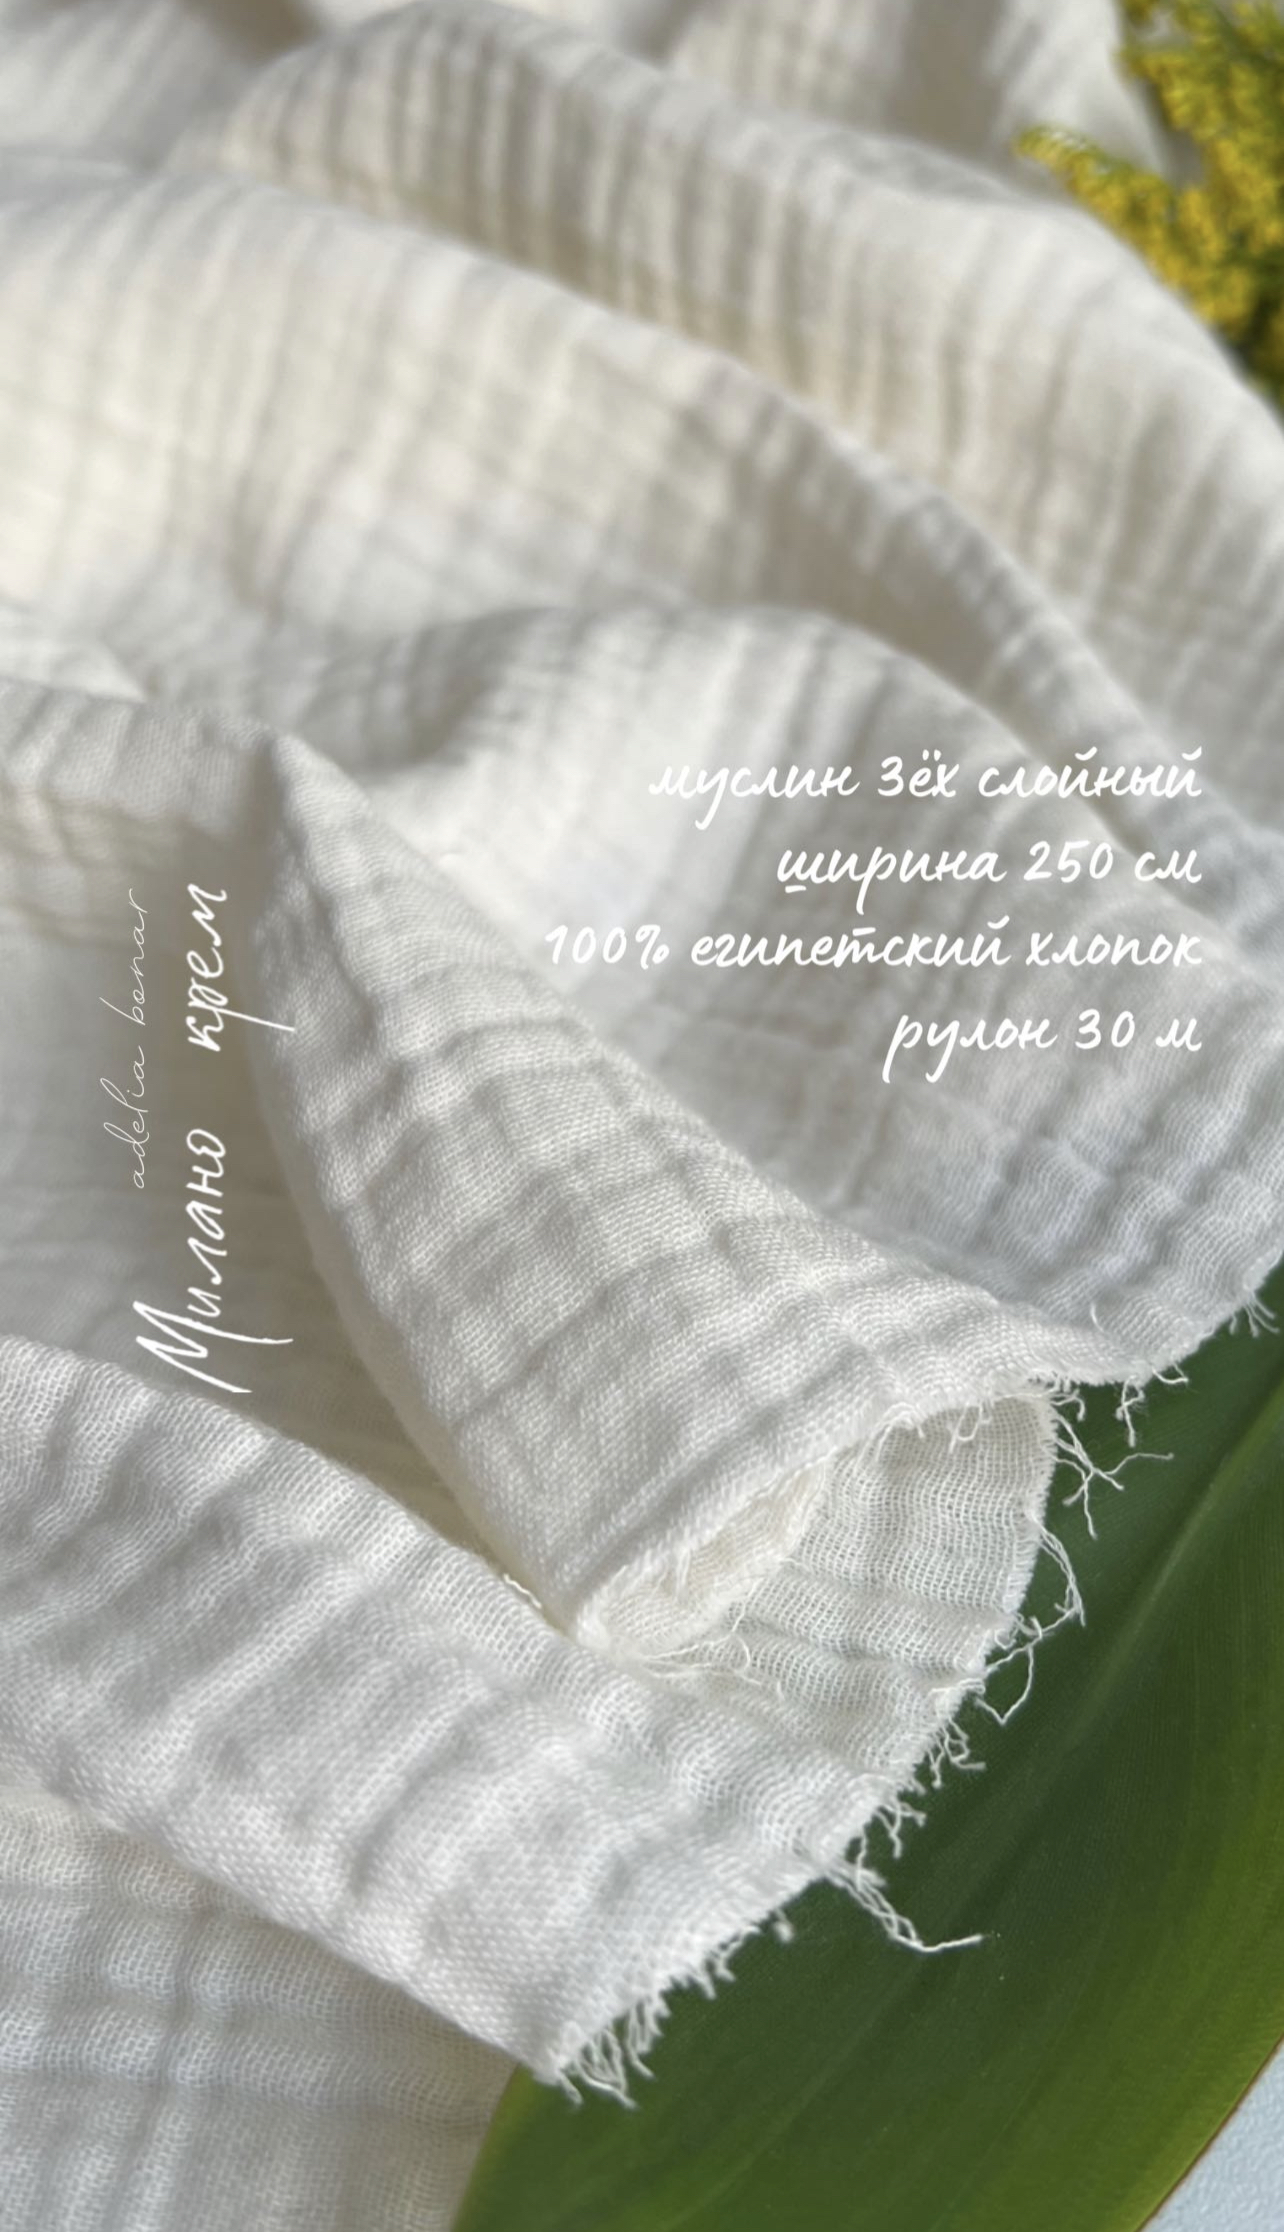 муслин 3ёх слойный
ширина 250 см
100% египетский хлопок
рулон 30 м
adelia bonar
Милано крем